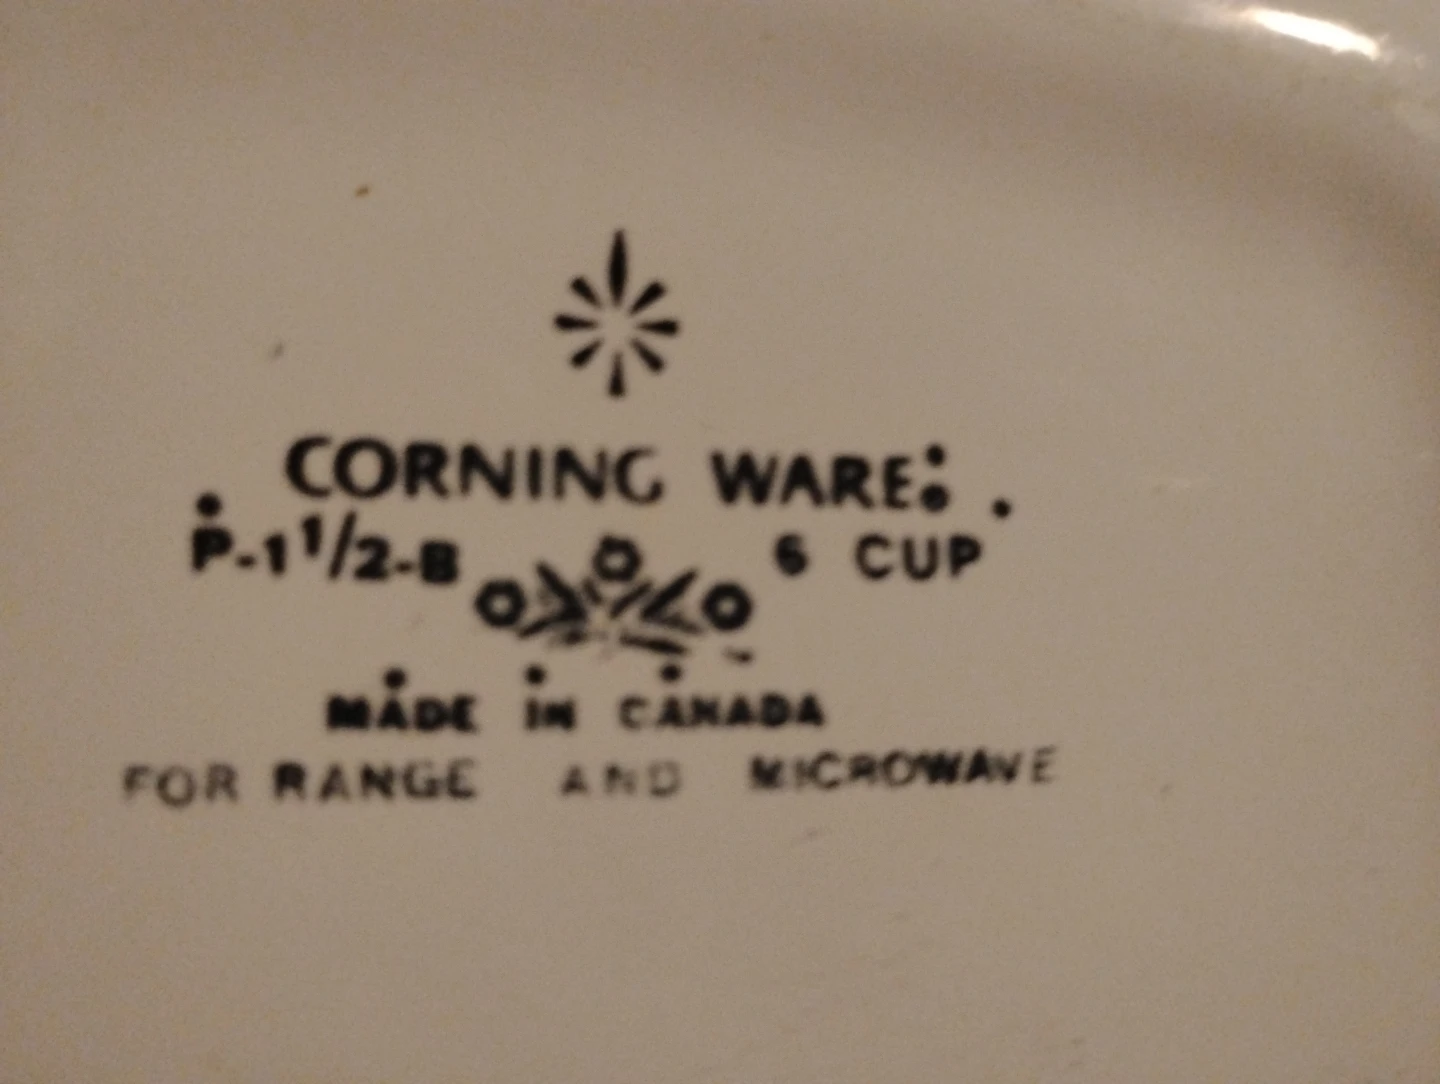 CORNING WARE
P-1 1/2-B 6 CUP
MADE IN CANADA
FOR RANGE AND MICROWAVE